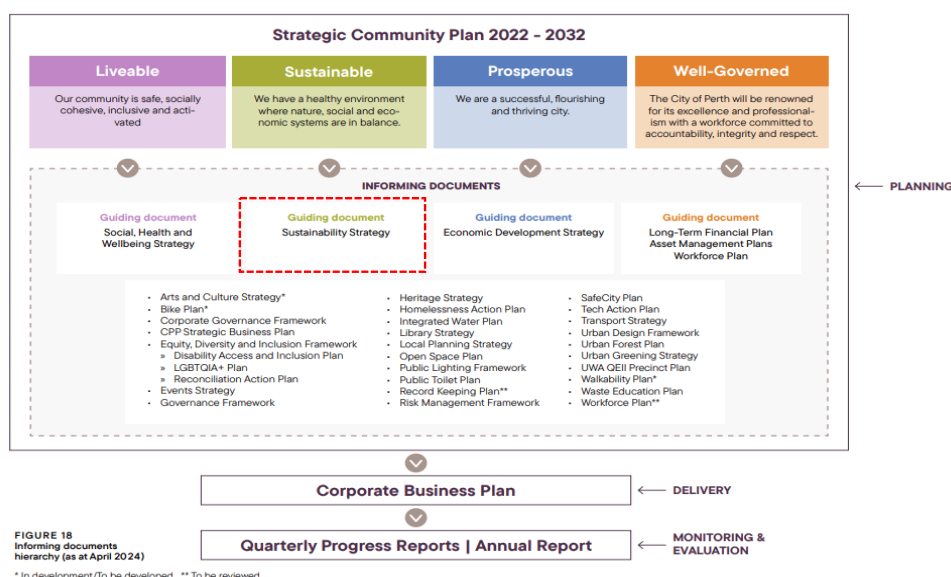 Strategic Community Plan 2022 - 2032
Liveable
Our community is safe, socially
cohesive, inclusive and acti-
vated
Sustainable
We have a healthy environment
where nature, social and eco-
nomic systems are in balance.
Prosperous
We are a successful, flourishing
and thriving city.
Well-Governed
The City of Perth will be renowned
for its excellence and professional-
ism with a workforce committed to
accountability, integrity and respect.
PLANNING
INFORMING DOCUMENTS
Guiding document
Social, Health and
Wellbeing Strategy
Guiding document
Sustainability Strategy
Guiding document
Economic Development Strategy
Guiding document
Long-Term Financial Plan
Asset Management Plans
Workforce Plan
• Arts and Culture Strategy*
• Bike Plan*
• Corporate Governance Framework
• CPP Strategic Business Plan
• Equity, Diversity and Inclusion Framework
» Disability Access and Inclusion Plan
» LGBTQIA+ Plan
» Reconciliation Action Plan
• Events Strategy
• Governance Framework
• Heritage Strategy
• Homelessness Action Plan
• Integrated Water Plan
• Library Strategy
• Local Planning Strategy
• Open Space Plan
• Public Lighting Framework
• Public Toilet Plan
• Record Keeping Plan**
• Risk Management Framework
• SafeCity Plan
• Tech Action Plan
• Transport Strategy
• Urban Design Framework
• Urban Forest Plan
• Urban Greening Strategy
• UWA QEII Precinct Plan
• Walkability Plan*
• Waste Education Plan
• Workforce Plan**
Corporate Business Plan
DELIVERY
Quarterly Progress Reports | Annual Report
MONITORING &
EVALUATION
FIGURE 18
Informing documents
hierarchy (as at April 2024)
* In development/To be developed ** To be reviewed